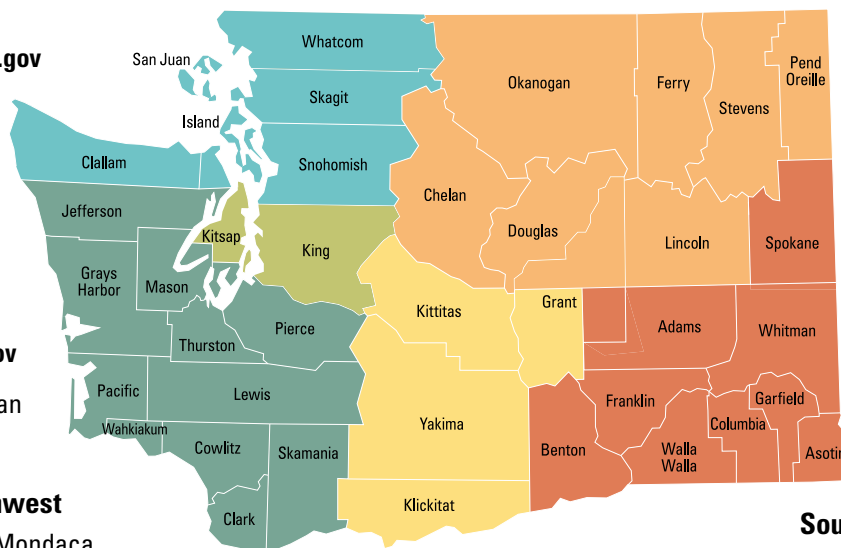 .gov
San Juan
Whatcom
Skagit
Island
Snohomish
Clallam
Jefferson
Kitsap
King
Grays
Harbor
Mason
Pierce
Thurston
Pacific
Lewis
Wahkiakum
Cowlitz
Skamania
Clark
Okanogan
Ferry
Stevens
Pend
Oreille
Chelan
Douglas
Lincoln
Spokane
Kittitas
Grant
Adams
Whitman
Yakima
Benton
Franklin
Walla
Walla
Columbia
Garfield
Asotin
Klickitat
ov
an
west
Mondaca
Sou